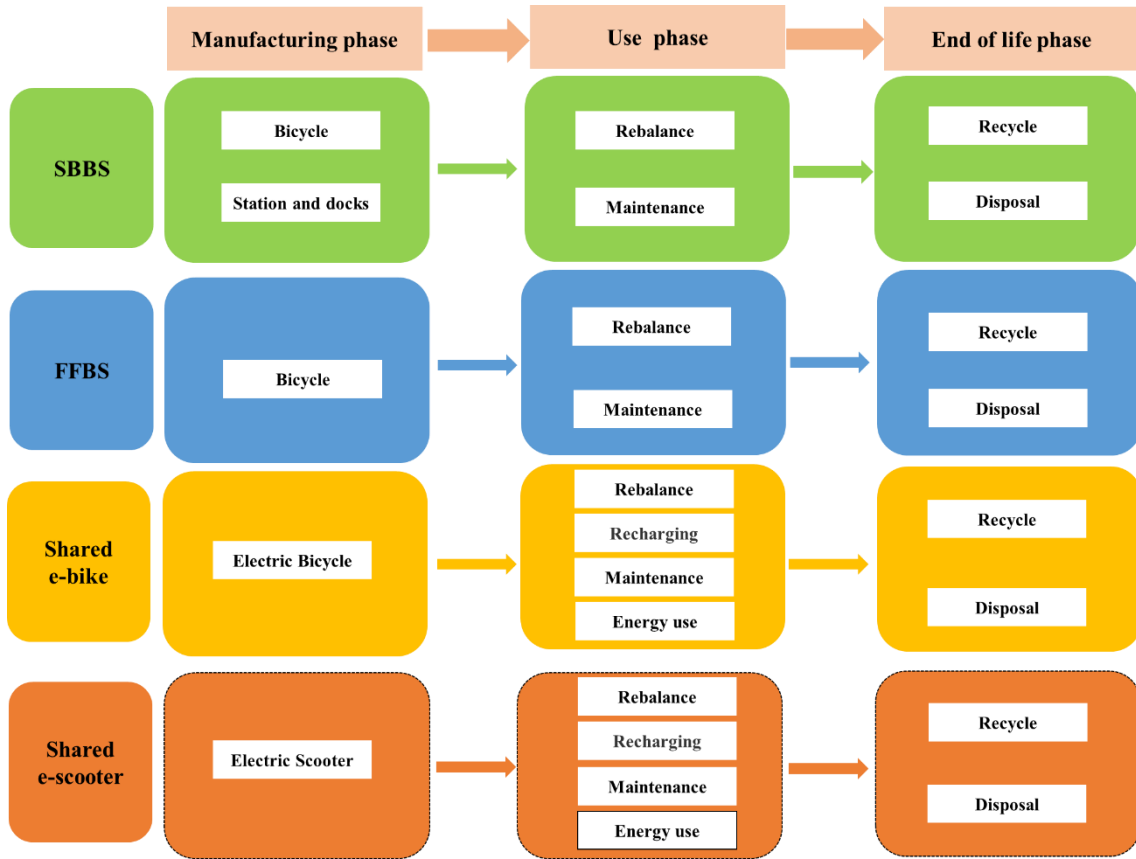 Manufacturing phase
Use phase
End of life phase
SBBS
Bicycle
Station and docks
Rebalance
Maintenance
Recycle
Disposal
FFBS
Bicycle
Rebalance
Maintenance
Recycle
Disposal
Shared
e-bike
Electric Bicycle
Rebalance
Recharging
Maintenance
Energy use
Recycle
Disposal
Shared
e-scooter
Electric Scooter
Rebalance
Recharging
Maintenance
Energy use
Recycle
Disposal